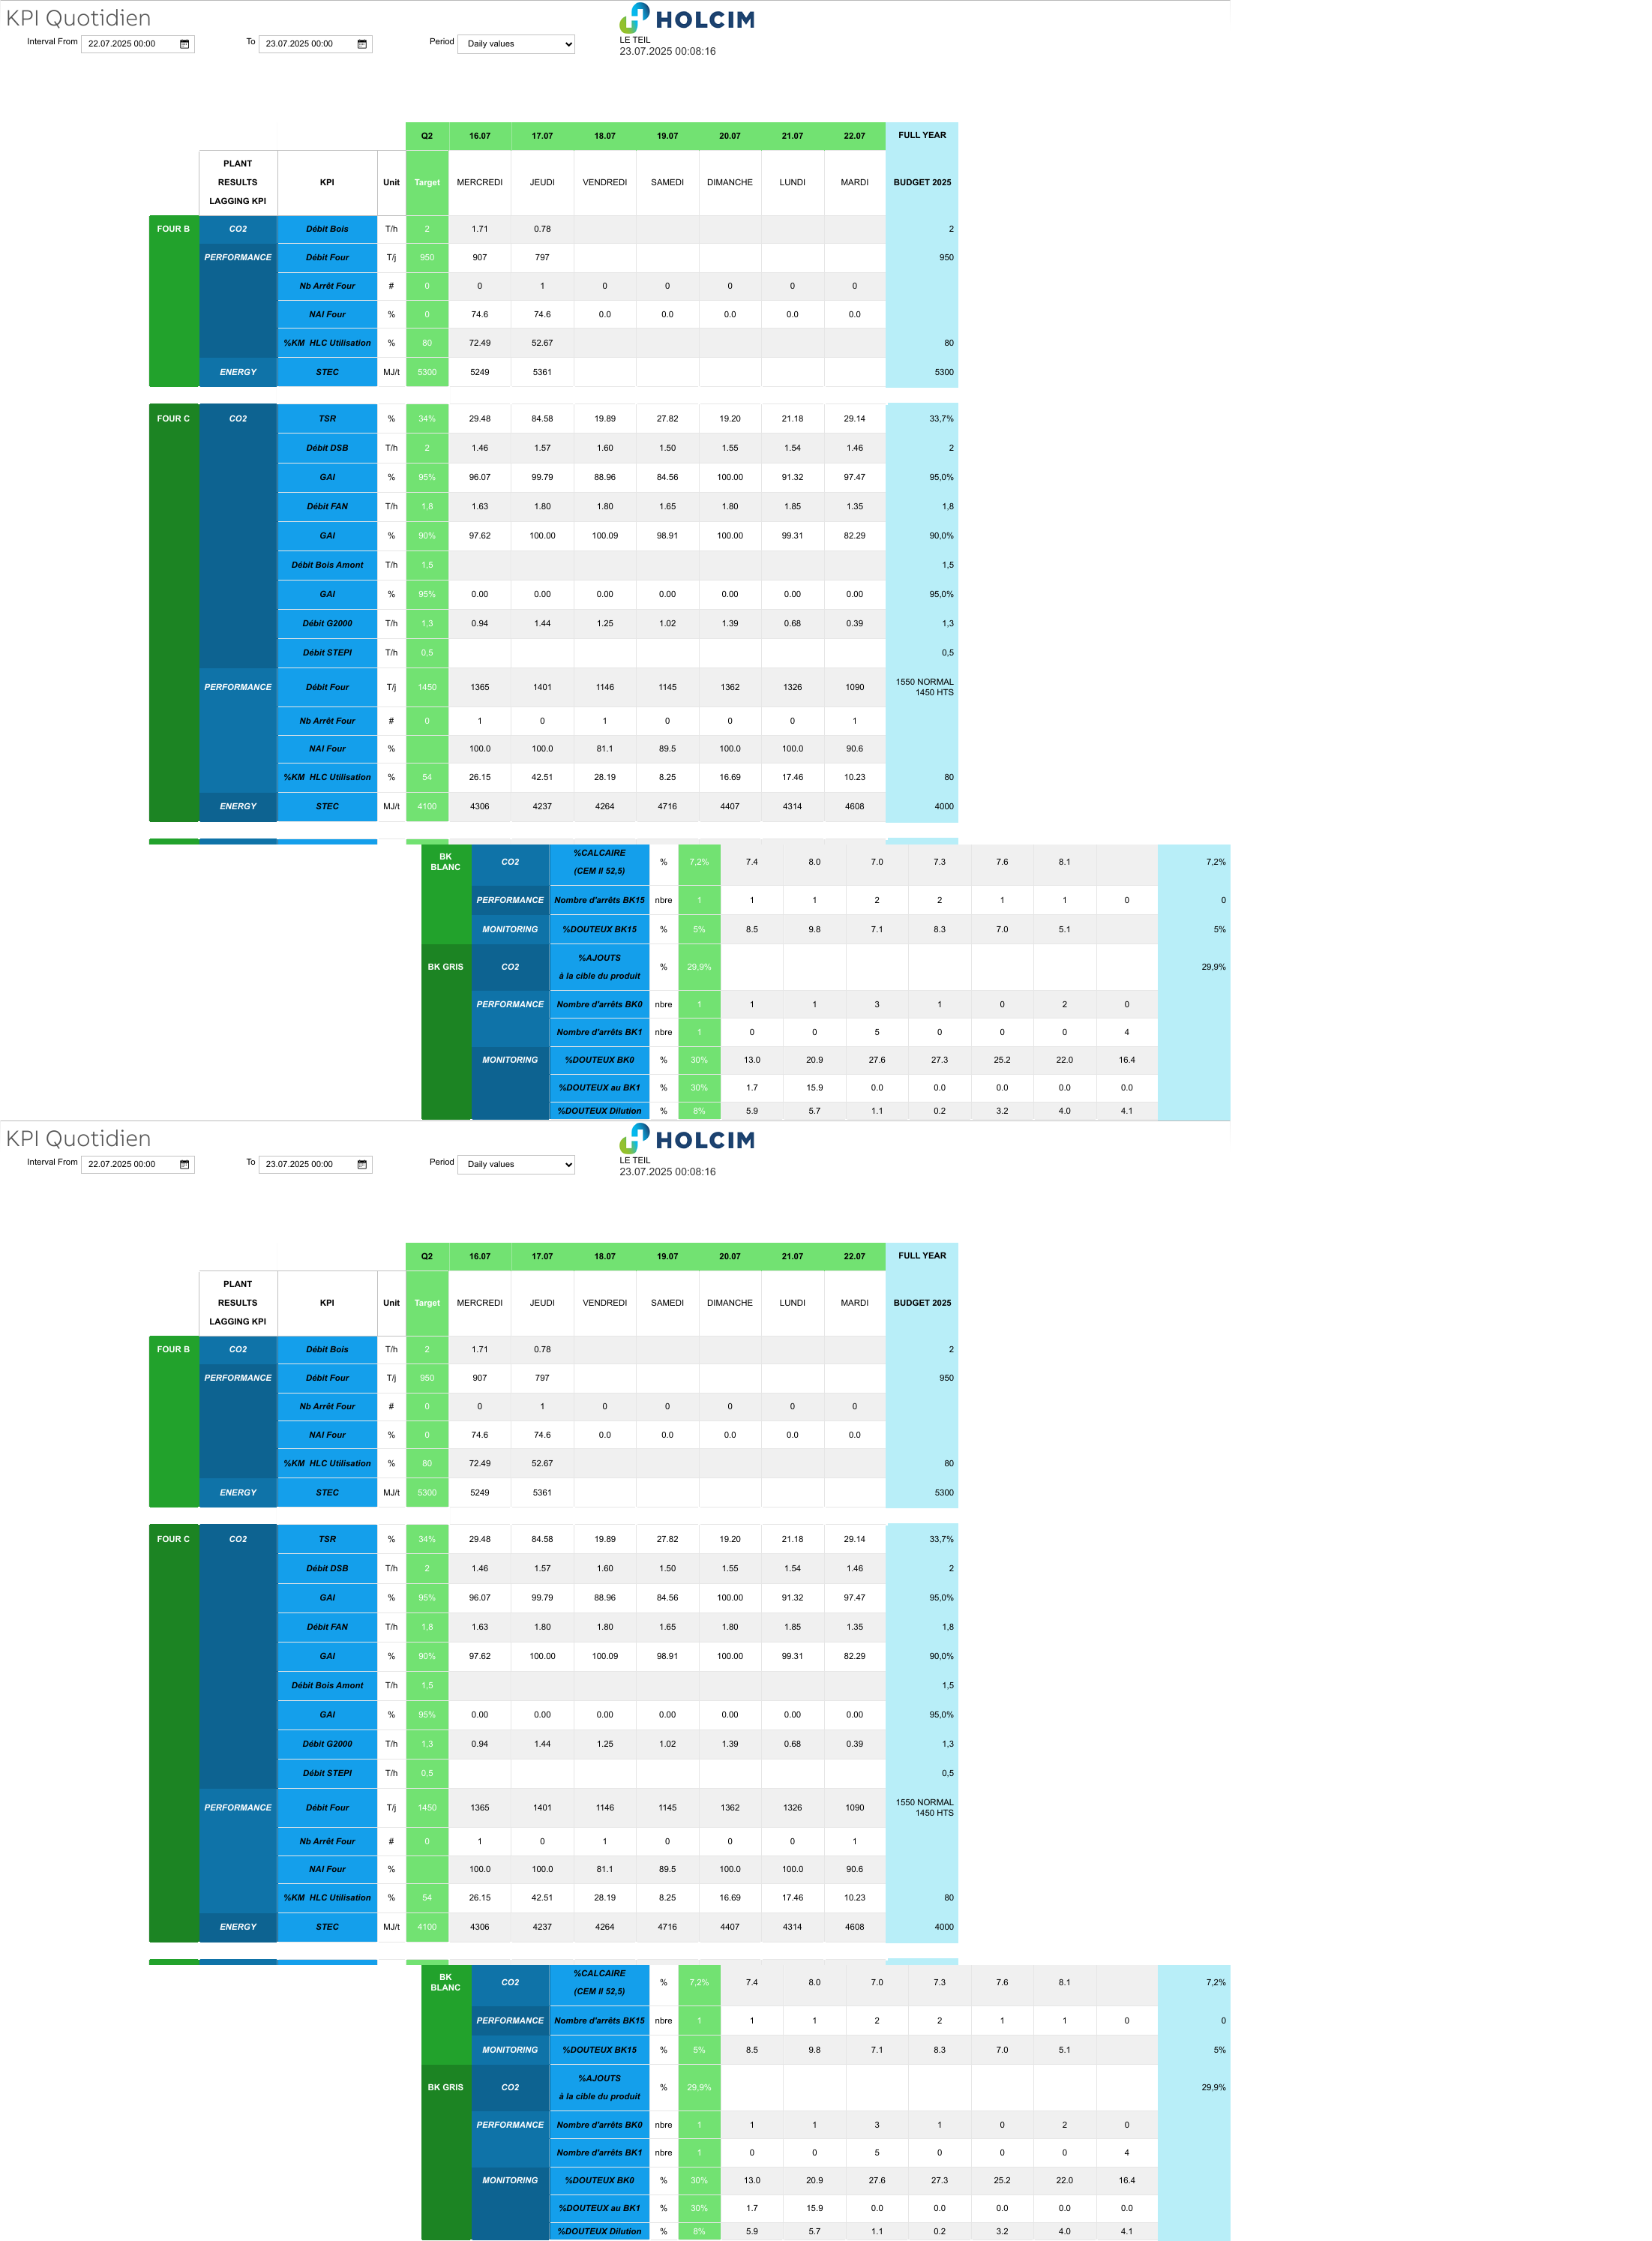 KPI Quotidien
HOLCIM
Interval From 22.07.2025 00:00 To 23.07.2025 00:00 Period Daily values
LE TEIL
23.07.2025 00:08:16
Q2 16.07 17.07 18.07 19.07 20.07 21.07 22.07 FULL YEAR
PLANT
RESULTS KPI Unit Target MERCREDI JEUDI VENDREDI SAMEDI DIMANCHE LUNDI MARDI BUDGET 2025
LAGGING KPI
FOUR B CO2 Débit Bois T/h 2 1.71 0.78 2
PERFORMANCE Débit Four T/j 950 907 797 950
Nb Arrêt Four # 0 0 1 0 0 0 0 0
NAI Four % 0 74.6 74.6 0.0 0.0 0.0 0.0 0.0
%KM HLC Utilisation % 80 72.49 52.67 80
ENERGY STEC MJ/t 5300 5249 5361 5300
FOUR C CO2 TSR % 34% 29.48 84.58 19.89 27.82 19.20 21.18 29.14 33,7%
Débit DSB T/h 2 1.46 1.57 1.60 1.50 1.55 1.54 1.46 2
GAI % 95% 96.07 99.79 88.96 84.56 100.00 91.32 97.47 95,0%
Débit FAN T/h 1,8 1.63 1.80 1.80 1.65 1.80 1.85 1.35 1,8
GAI % 90% 97.62 100.00 100.09 98.91 100.00 99.31 82.29 90,0%
Débit Bois Amont T/h 1,5 1,5
GAI % 95% 0.00 0.00 0.00 0.00 0.00 0.00 0.00 95,0%
Débit G2000 T/h 1,3 0.94 1.44 1.25 1.02 1.39 0.68 0.39 1,3
Débit STEPI T/h 0,5 0,5
PERFORMANCE Débit Four T/j 1450 1365 1401 1146 1145 1362 1326 1090 1550 NORMAL
1450 HTS
Nb Arrêt Four # 0 1 0 1 0 0 0 1
NAI Four % 100.0 100.0 81.1 89.5 100.0 100.0 90.6
%KM HLC Utilisation % 54 26.15 42.51 28.19 8.25 16.69 17.46 10.23 80
ENERGY STEC MJ/t 4100 4306 4237 4264 4716 4407 4314 4608 4000
BK
BLANC CO2 %CALCAIRE
(CEM II 52,5) % 7,2% 7.4 8.0 7.0 7.3 7.6 8.1 7,2%
PERFORMANCE Nombre d'arrêts BK15 nbre 1 1 1 2 2 1 1 0 0
MONITORING %DOUTEUX BK15 % 5% 8.5 9.8 7.1 8.3 7.0 5.1 5%
BK GRIS CO2 %AJOUTS
à la cible du produit % 29,9% 29,9%
PERFORMANCE Nombre d'arrêts BK0 nbre 1 1 1 3 1 0 2 0
Nombre d'arrêts BK1 nbre 1 0 0 5 0 0 0 4
MONITORING %DOUTEUX BK0 % 30% 13.0 20.9 27.6 27.3 25.2 22.0 16.4
%DOUTEUX au BK1 % 30% 1.7 15.9 0.0 0.0 0.0 0.0 0.0
%DOUTEUX Dilution % 8% 5.9 5.7 1.1 0.2 3.2 4.0 4.1
KPI Quotidien
HOLCIM
Interval From 22.07.2025 00:00 To 23.07.2025 00:00 Period Daily values
LE TEIL
23.07.2025 00:08:16
Q2 16.07 17.07 18.07 19.07 20.07 21.07 22.07 FULL YEAR
PLANT
RESULTS KPI Unit Target MERCREDI JEUDI VENDREDI SAMEDI DIMANCHE LUNDI MARDI BUDGET 2025
LAGGING KPI
FOUR B CO2 Débit Bois T/h 2 1.71 0.78 2
PERFORMANCE Débit Four T/j 950 907 797 950
Nb Arrêt Four # 0 0 1 0 0 0 0 0
NAI Four % 0 74.6 74.6 0.0 0.0 0.0 0.0 0.0
%KM HLC Utilisation % 80 72.49 52.67 80
ENERGY STEC MJ/t 5300 5249 5361 5300
FOUR C CO2 TSR % 34% 29.48 84.58 19.89 27.82 19.20 21.18 29.14 33,7%
Débit DSB T/h 2 1.46 1.57 1.60 1.50 1.55 1.54 1.46 2
GAI % 95% 96.07 99.79 88.96 84.56 100.00 91.32 97.47 95,0%
Débit FAN T/h 1,8 1.63 1.80 1.80 1.65 1.80 1.85 1.35 1,8
GAI % 90% 97.62 100.00 100.09 98.91 100.00 99.31 82.29 90,0%
Débit Bois Amont T/h 1,5 1,5
GAI % 95% 0.00 0.00 0.00 0.00 0.00 0.00 0.00 95,0%
Débit G2000 T/h 1,3 0.94 1.44 1.25 1.02 1.39 0.68 0.39 1,3
Débit STEPI T/h 0,5 0,5
PERFORMANCE Débit Four T/j 1450 1365 1401 1146 1145 1362 1326 1090 1550 NORMAL
1450 HTS
Nb Arrêt Four # 0 1 0 1 0 0 0 1
NAI Four % 100.0 100.0 81.1 89.5 100.0 100.0 90.6
%KM HLC Utilisation % 54 26.15 42.51 28.19 8.25 16.69 17.46 10.23 80
ENERGY STEC MJ/t 4100 4306 4237 4264 4716 4407 4314 4608 4000
BK
BLANC CO2 %CALCAIRE
(CEM II 52,5) % 7,2% 7.4 8.0 7.0 7.3 7.6 8.1 7,2%
PERFORMANCE Nombre d'arrêts BK15 nbre 1 1 1 2 2 1 1 0 0
MONITORING %DOUTEUX BK15 % 5% 8.5 9.8 7.1 8.3 7.0 5.1 5%
BK GRIS CO2 %AJOUTS
à la cible du produit % 29,9% 29,9%
PERFORMANCE Nombre d'arrêts BK0 nbre 1 1 1 3 1 0 2 0
Nombre d'arrêts BK1 nbre 1 0 0 5 0 0 0 4
MONITORING %DOUTEUX BK0 % 30% 13.0 20.9 27.6 27.3 25.2 22.0 16.4
%DOUTEUX au BK1 % 30% 1.7 15.9 0.0 0.0 0.0 0.0 0.0
%DOUTEUX Dilution % 8% 5.9 5.7 1.1 0.2 3.2 4.0 4.1